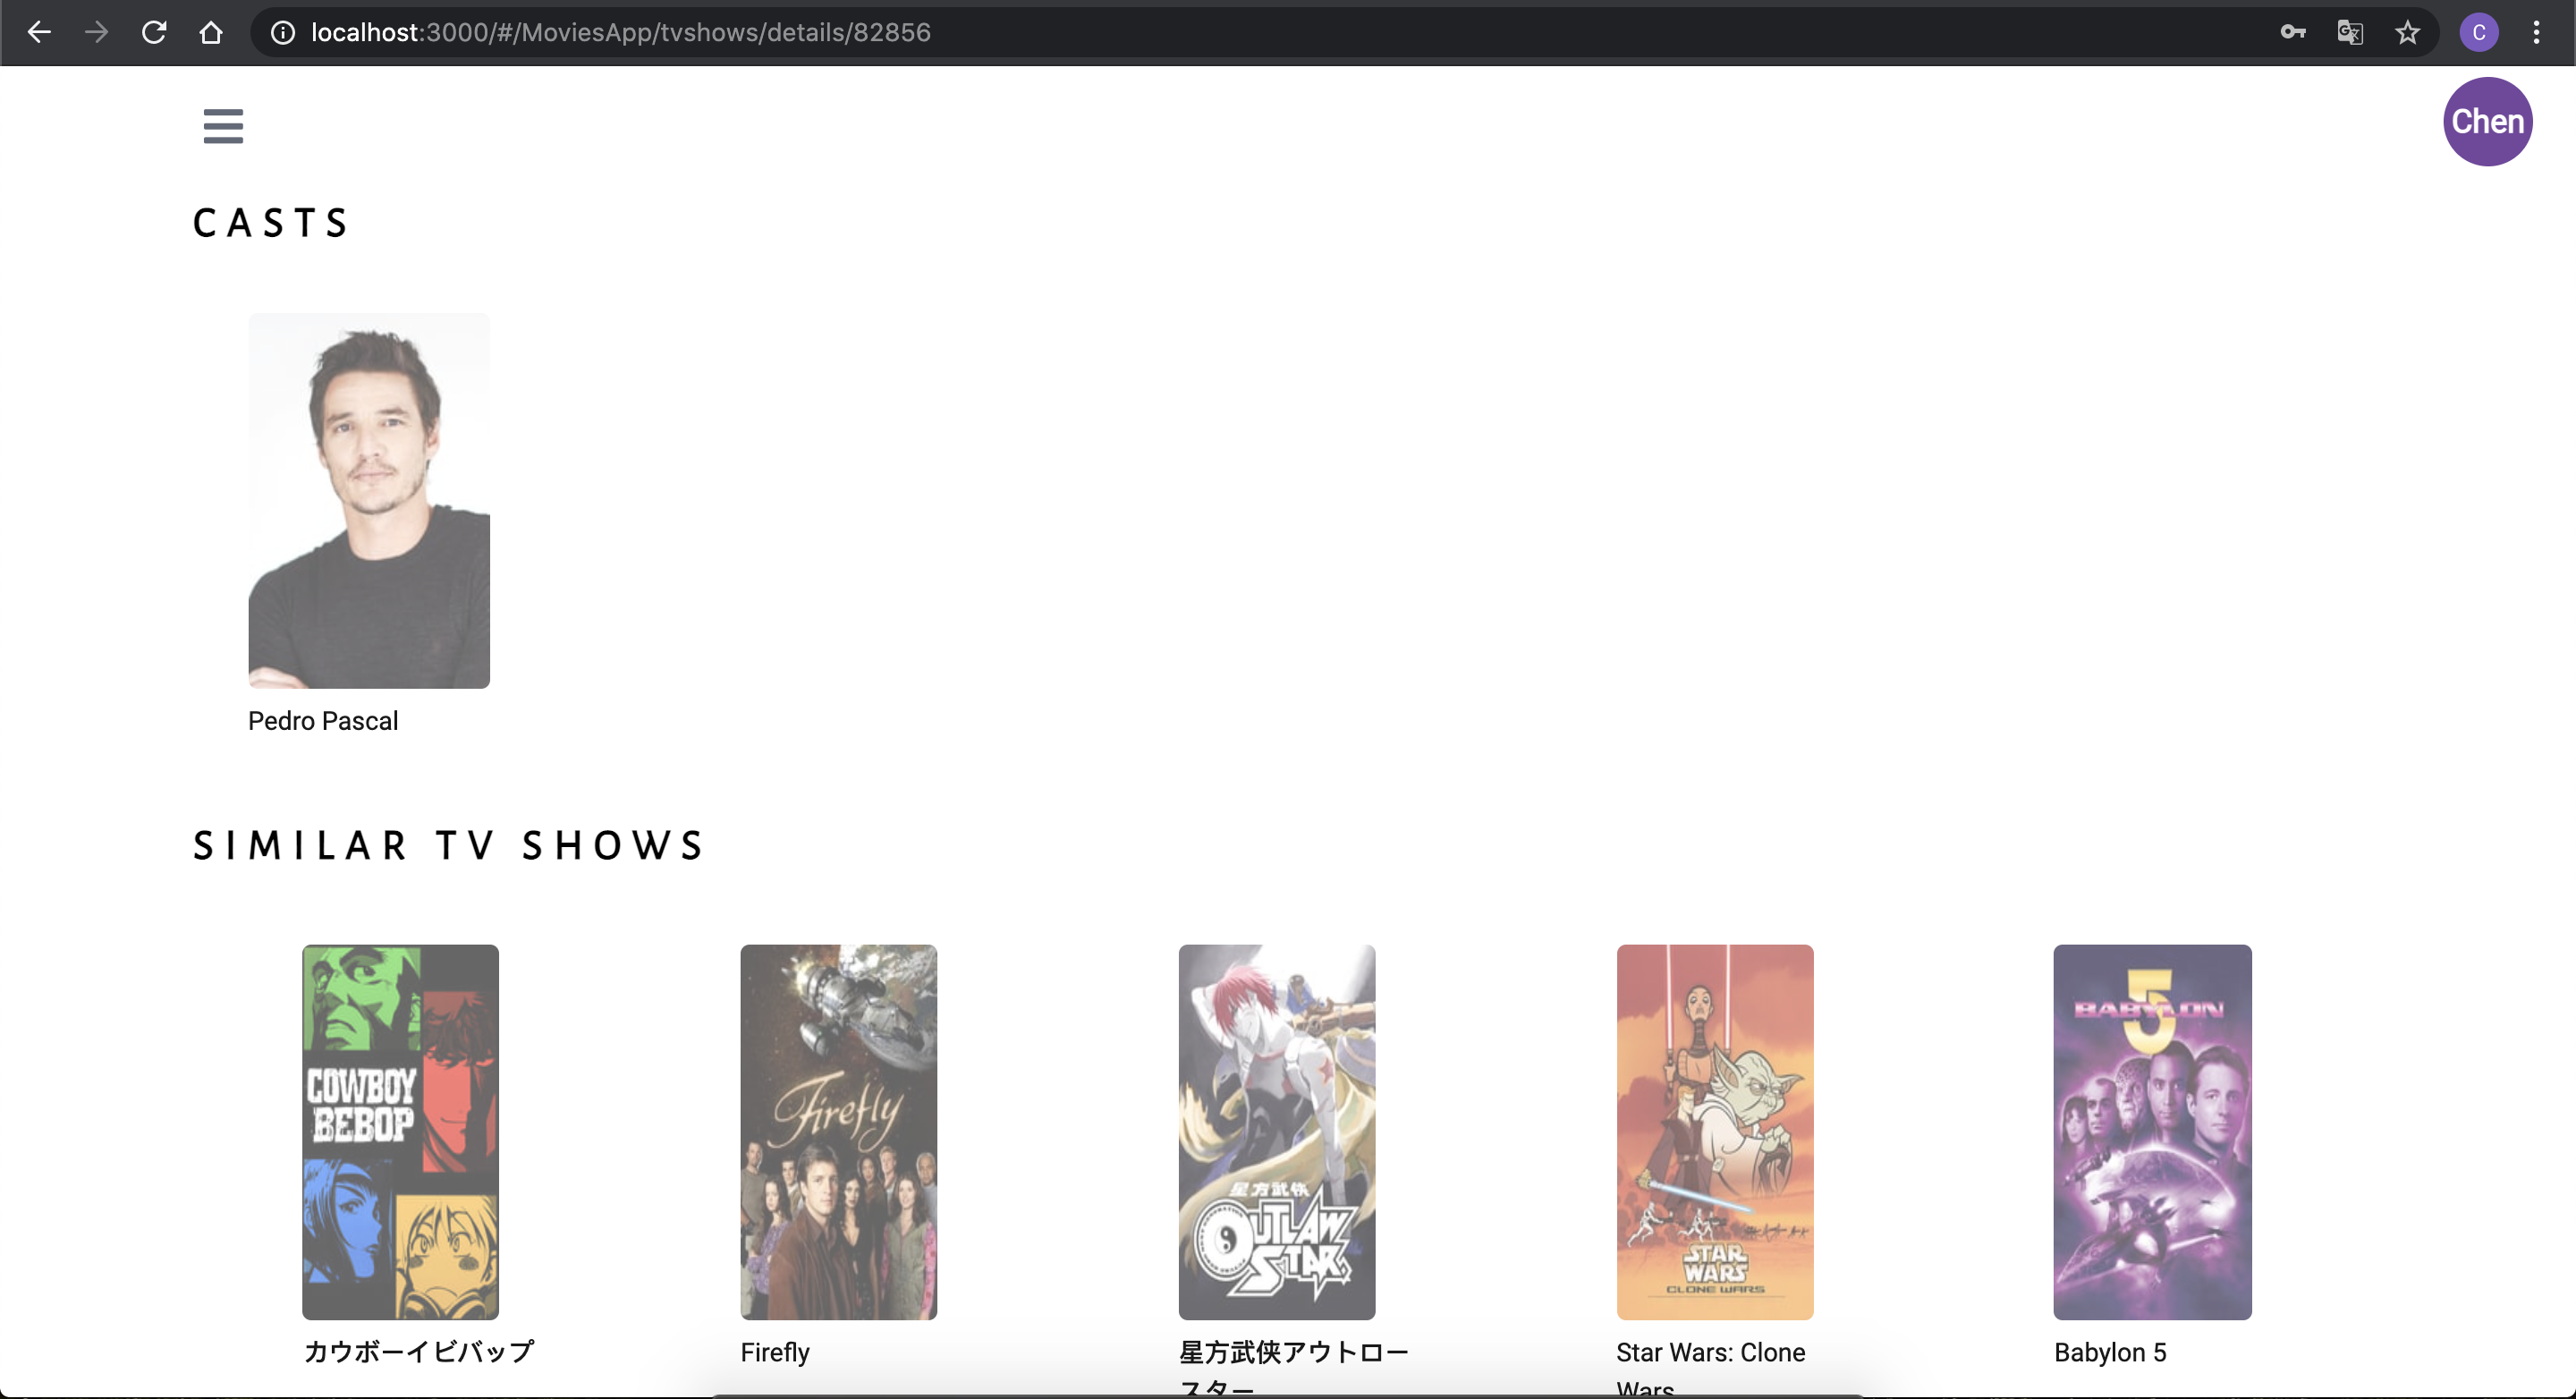 localhost:3000/#/MoviesApp/tvshows/details/82856
C
Chen
CASTS
Pedro Pascal
SIMILAR TV SHOWS
COWBOY
BEBOP
Firefly
星方武侠
OUTLAW
STAR
STAR
WARS
CLONE WARS
5
BABYLON
カウボーイビバップ
Firefly
星方武侠アウトロー
スター
Star Wars: Clone
Wars
Babylon 5